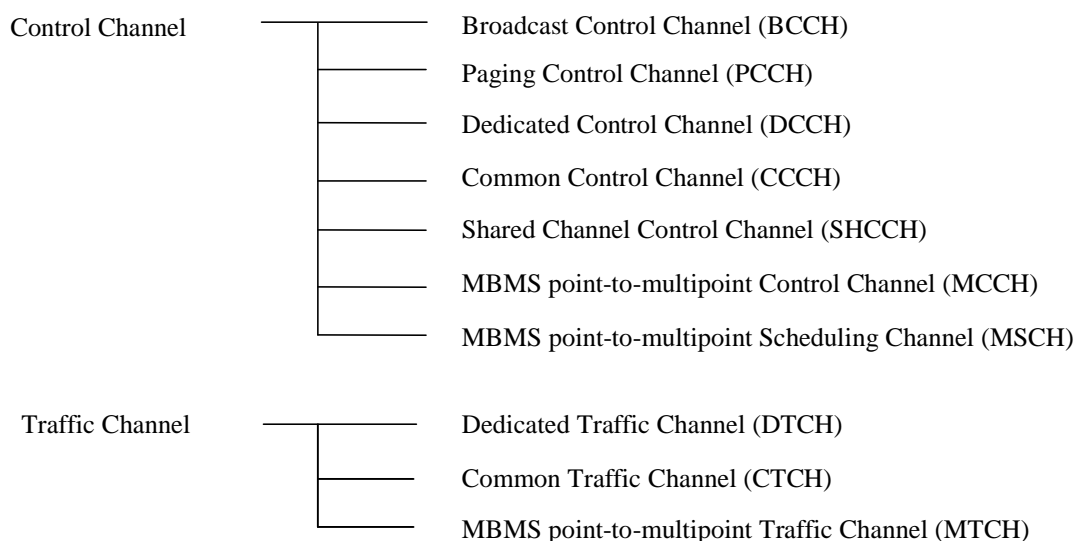 Control Channel
Broadcast Control Channel (BCCH)
Paging Control Channel (PCCH)
Dedicated Control Channel (DCCH)
Common Control Channel (CCCH)
Shared Channel Control Channel (SHCCH)
MBMS point-to-multipoint Control Channel (MCCH)
MBMS point-to-multipoint Scheduling Channel (MSCH)
Traffic Channel
Dedicated Traffic Channel (DTCH)
Common Traffic Channel (CTCH)
MBMS point-to-multipoint Traffic Channel (MTCH)